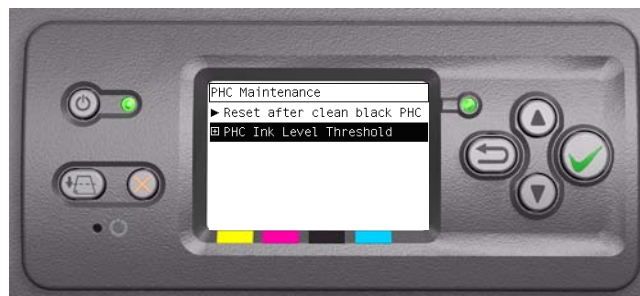 PHC Maintenance
Reset after clean black PHC
PHC Ink Level Threshold